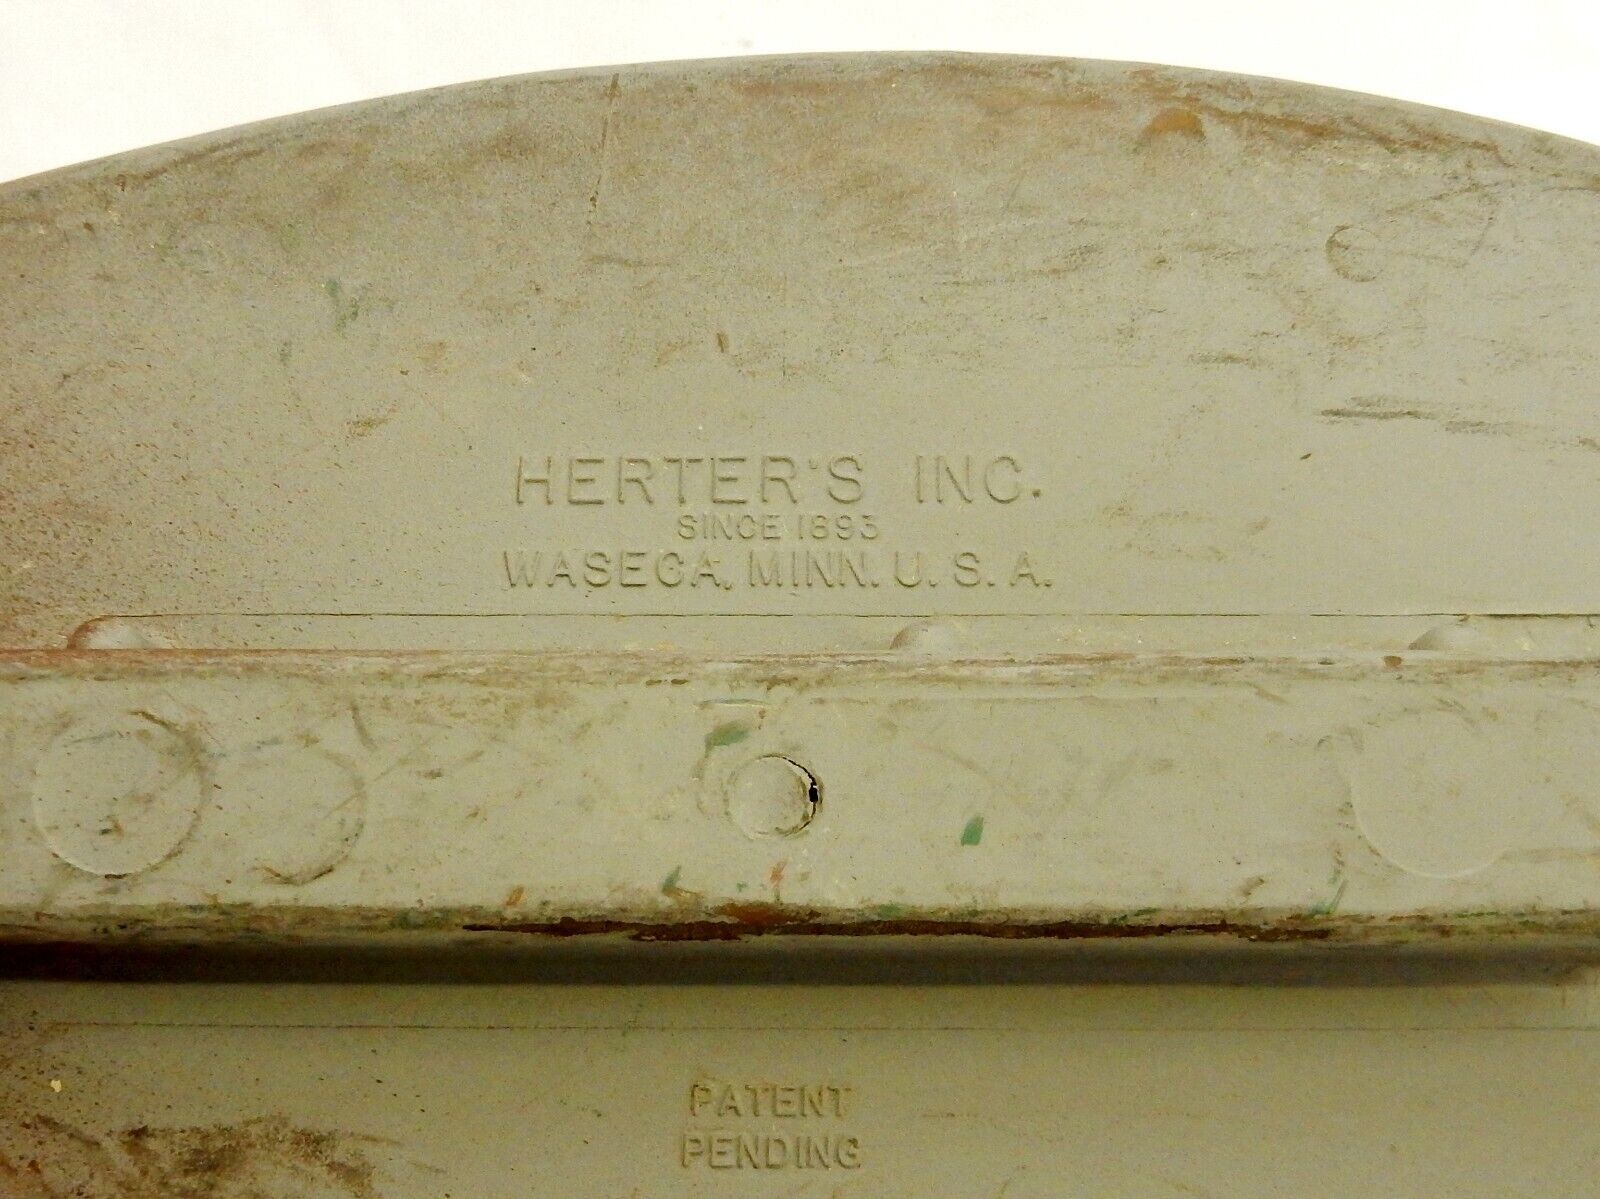 HERTER'S INC.
SINCE 1893
WASECA, MINN. U. S. A.
PATENT
PENDING